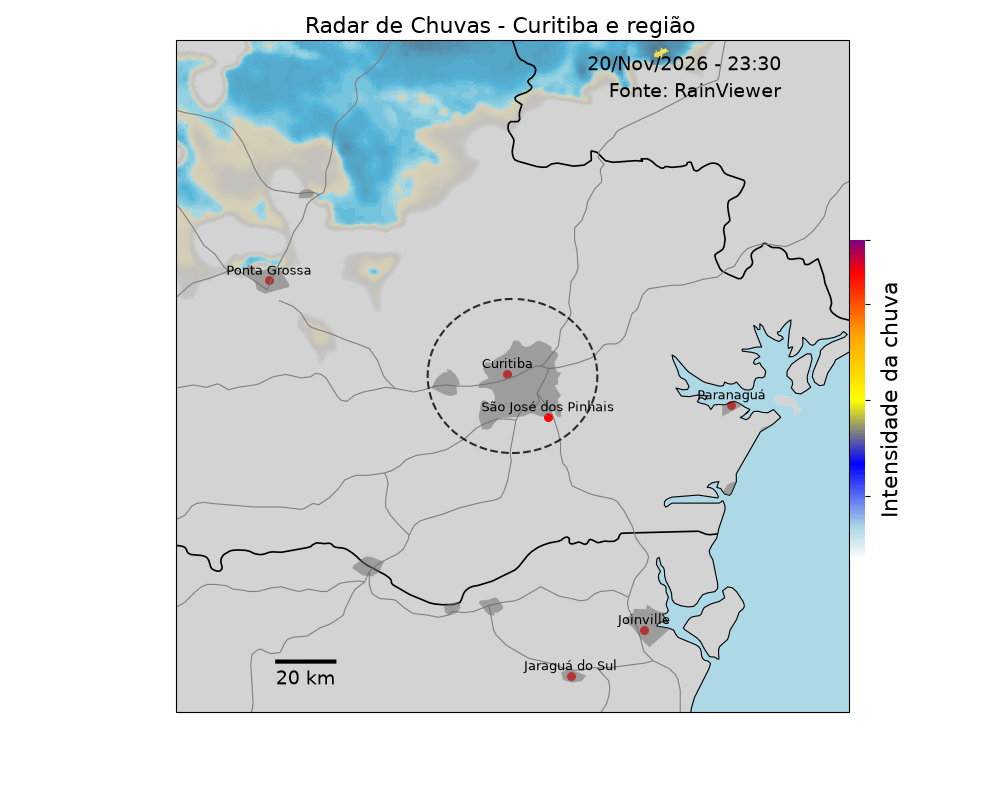 Radar de Chuvas - Curitiba e região
20/Nov/2026 - 23:30
Fonte: RainViewer
Ponta Grossa
Curitiba
São José dos Pinhais
Paranaguá
Intensidade da chuva
Joinville
Jaraguá do Sul
20 km